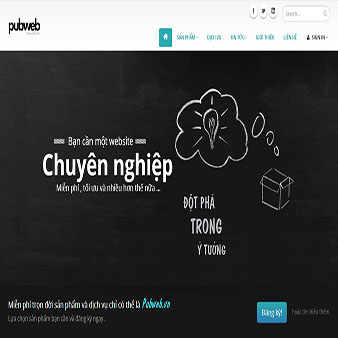 pubweb
Search...
SẢN PHẨM
DỊCH VỤ
TIN TỨC
GIỚI THIỆU
LIÊN HỆ
SIGN IN
Bạn cần một website
Chuyên nghiệp
Miễn phí, tối ưu và nhiều hơn thế nữa ...
ĐỘT PHÁ
TRONG
Ý TƯỞNG
Miễn phí trọn đời sản phẩm và dịch vụ chỉ có thể là Pubweb.vn
Lựa chọn sản phẩm bạn cần và đăng ký ngay.
Đăng ký!
hoặc tìm hiểu thêm.